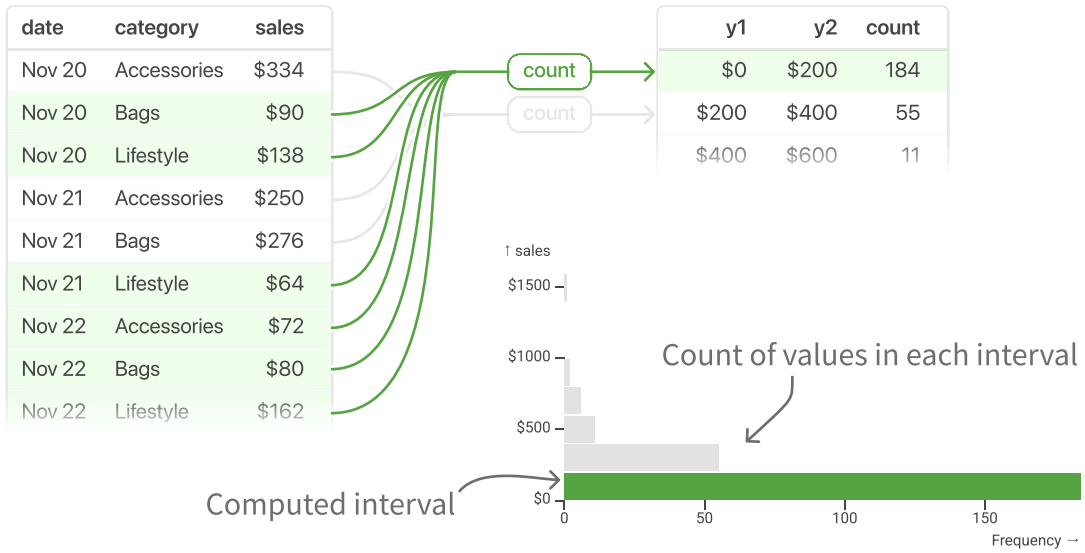 date category sales
Nov 20 Accessories $334
Nov 20 Bags $90
Nov 20 Lifestyle $138
Nov 21 Accessories $250
Nov 21 Bags $276
Nov 21 Lifestyle $64
Nov 22 Accessories $72
Nov 22 Bags $80
Nov 22 Lifestyle $162
count
count
y1 y2 count
$0 $200 184
$200 $400 55
$400 $600 11
↑ sales
$1500
$1000
$500
$0
0 50 100 150
Frequency →
Count of values in each interval
Computed interval